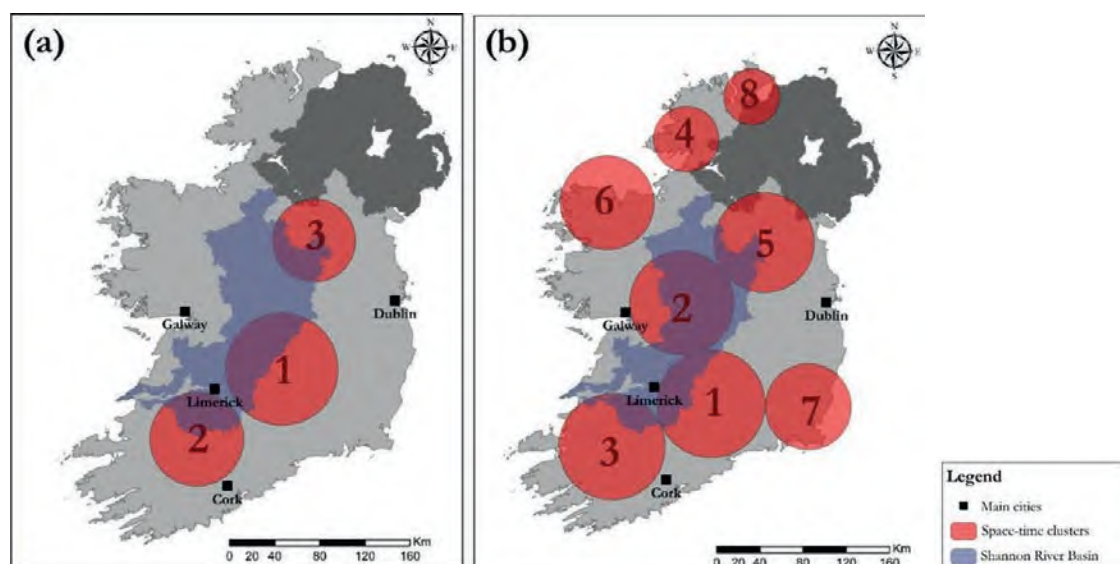 (a)
N
W E
S
3
Dublin
Galway
1
Limerick
2
Cork
Km
0 20 40 80 120 160
(b)
N
W E
S
8
4
6
5
2
Galway
Dublin
Limerick
1
7
3
Cork
Km
0 20 40 80 120 160
Legend
Main cities
Space-time clusters
Shannon River Basin